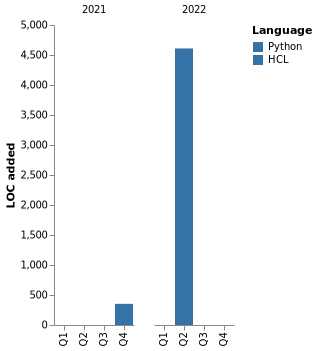 2021
2022
Language
Python
HCL
LOC added
5,000
4,500
4,000
3,500
3,000
2,500
2,000
1,500
1,000
500
0
Q1
Q2
Q3
Q4
Q1
Q2
Q3
Q4